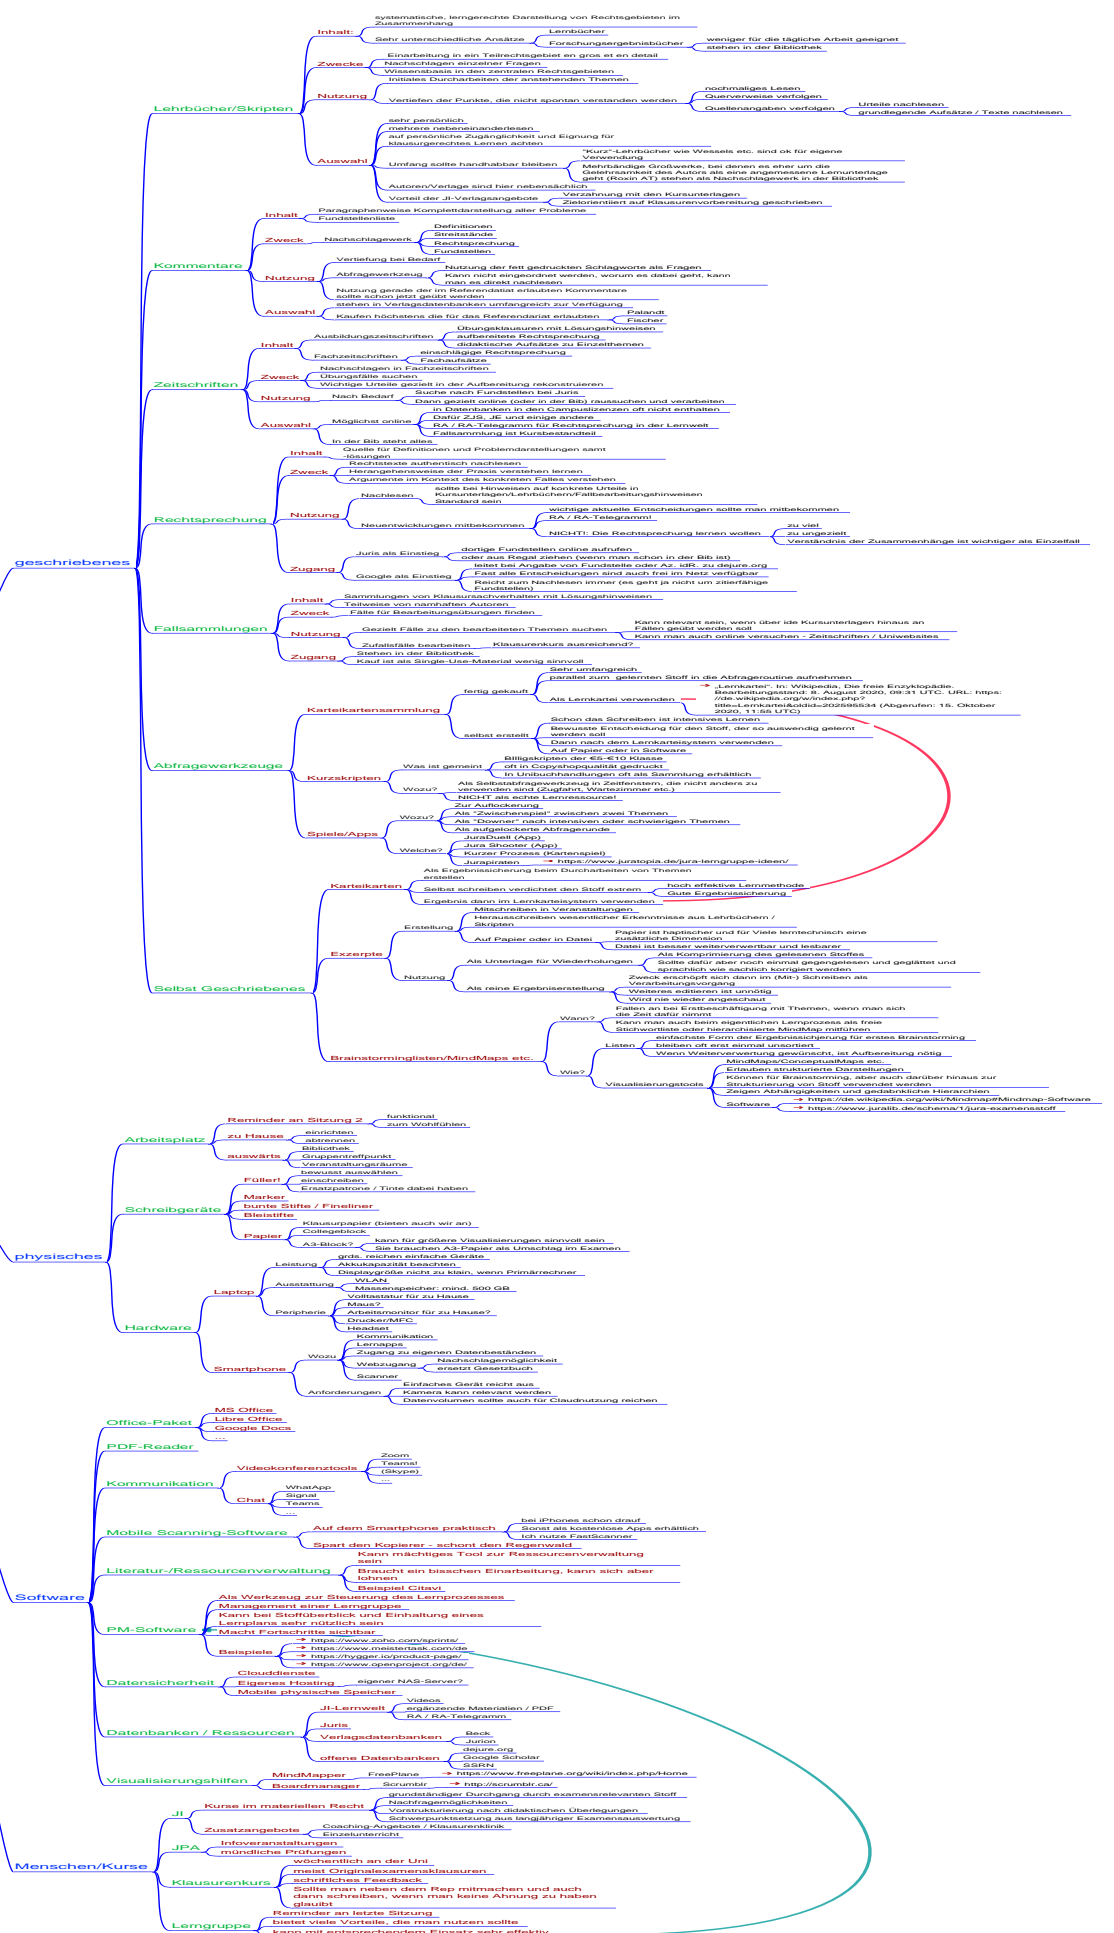 geschriebenes
Lehrbücher/Skripten
Inhalt:
systematische, lerngerechte Darstellung von Rechtsgebieten im
Zusammenhang
Sehr unterschiedliche Ansätze
Lernbücher
Forschungsergebnisbücher
weniger für die tägliche Arbeit geeignet
stehen in der Bibliothek
Zwecke
Einarbeitung in ein Teilrechtsgebiet en gros et en detail
Nachschlagen einzelner Fragen
Wissensbasis in den zentralen Rechtsgebieten
Nutzung
Initiales Durcharbeiten der anstehenden Themen
Vertiefen der Punkte, die nicht spontan verstanden werden
nochmaliges Lesen
Querverweise verfolgen
Quellenangaben verfolgen
Urteile nachlesen
grundlegende Aufsätze / Texte nachlesen
Auswahl
sehr persönlich
mehrere nebeneinanderlesen
auf persönliche Zugänglichkeit und Eignung für
klausurgerechtes Lernen achten
Umfang sollte handhabbar bleiben
"Kurz"-Lehrbücher wie Wessels etc. sind ok für eigene
Verwendung
Mehrbändige Großwerke, bei denen es eher um die
Gelehrsamkeit des Autors als eine angemessene Lernunterlage
geht (Roxin AT) stehen als Nachschlagewerk in der Bibliothek
Autoren/Verlage sind hier nebensächlich
Vorteil der JI-Verlagsangebote
Verzahnung mit den Kursunterlagen
Zielorientiiert auf Klausurenvorbereitung geschrieben
Kommentare
Inhalt
Paragraphenweise Komplettdarstellung aller Probleme
Fundstellenliste
Zweck
Nachschlagewerk
Definitionen
Streitstände
Rechtsprechung
Fundstellen
Nutzung
Vertiefung bei Bedarf
Abfragewerkzeug
Nutzung der fett gedruckten Schlagworte als Fragen
Kann nicht eingeordnet werden, worum es dabei geht, kann
man es direkt nachlesen
Nutzung gerade der im Referendatiat erlaubten Kommentare
sollte schon jetzt geübt werden
Auswahl
stehen in Verlagsdatenbanken umfangreich zur Verfügung
Kaufen höchstens die für das Referendariat erlaubten
Palandt
Fischer
Zeitschriften
Inhalt
Ausbildungszeitschriften
Übungsklausuren mit Lösungshinweisen
aufbereitete Rechtsprechung
didaktische Aufsätze zu Einzelthemen
Fachzeitschriften
einschlägige Rechtsprechung
Fachaufsätze
Zweck
Nachschlagen in Fachzeitschriften
Übungsfälle suchen
Wichtige Urteile gezielt in der Aufbereitung rekonstruieren
Nutzung
Nach Bedarf
Suche nach Fundstellen bei Juris
Dann gezielt online (oder in der Bib) raussuchen und verarbeiten
Auswahl
Möglichst online
in Datenbanken in den Campuslizenzen oft nicht enthalten
Dafür ZJS, JE und einige andere
RA / RA-Telegramm für Rechtsprechung in der Lernwelt
Fallsammlung ist Kursbestandteil
In der Bib steht alles
Rechtsprechung
Inhalt
Quelle für Definitionen und Problemdarstellungen samt
-lösungen
Zweck
Rechtstexte authentisch nachlesen
Herangehensweise der Praxis verstehen lernen
Argumente im Kontext des konkreten Falles verstehen
Nutzung
Nachlesen
sollte bei Hinweisen auf konkrete Urteile in
Kursunterlagen/Lehrbüchern/Fallbearbeitungshinweisen
Standard sein
Neuentwicklungen mitbekommen
wichtige aktuelle Entscheidungen sollte man mitbekommen
RA / RA-Telegramm!
NICHT!: Die Rechtsprechung lernen wollen
zu viel
zu ungezielt
Verständnis der Zusammenhänge ist wichtiger als Einzelfall
Zugang
Juris als Einstieg
dortige Fundstellen online aufrufen
oder aus Regal ziehen (wenn man schon in der Bib ist)
Google als Einstieg
leitet bei Angabe von Fundstelle oder Az. idR. zu dejure.org
Fast alle Entscheidungen sind auch frei im Netz verfügbar
Reicht zum Nachlesen immer (es geht ja nicht um zitierfähige
Fundstellen)
Fallsammlungen
Inhalt
Sammlungen von Klausursachverhalten mit Lösungshinweisen
Teilweise von namhaften Autoren
Zweck
Fälle für Bearbeitungsübungen finden
Nutzung
Gezielt Fälle zu den bearbeiteten Themen suchen
Kann relevant sein, wenn über ide Kursunterlagen hinaus an
Fällen geübt werden soll
Kann man auch online versuchen - Zeitschriften / Uniwebsites
Zufallsfälle bearbeiten
Klausurenkurs ausreichend?
Zugang
Stehen in der Bibliothek
Kauf ist als Single-Use-Material wenig sinnvoll
Abfragewerkzeuge
Karteikartensammlung
fertig gekauft
Sehr umfangreich
parallel zum gelernten Stoff in die Abfrageroutine aufnehmen
Als Lernkartei verwenden
„Lernkartei". In: Wikipedia, Die freie Enzyklopädie.
Bearbeitungsstand: 8. August 2020, 09:31 UTC. URL: https:
//de.wikipedia.org/w/index.php?
title=Lernkartei&oldid=202595534 (Abgerufen: 15. Oktober
2020, 11:55 UTC)
selbst erstellt
Schon das Schreiben ist intensives Lernen
Bewusste Entscheidung für den Stoff, der so auswendig gelernt
werden soll
Dann nach dem Lernkarteisystem verwenden
Auf Papier oder in Software
Kurzskripten
Was ist gemeint
Billigskripten der €5-€10 Klasse
oft in Copyshopqualität gedruckt
In Unibuchhandlungen oft als Sammlung erhältlich
Wozu?
Als Selbstabfragewerkzeug in Zeitfenstern, die nicht anders zu
verwenden sind (Zugfahrt, Wartezimmer etc.)
NICHT als echte Lernressource!
Spiele/Apps
Wozu?
Zur Auflockerung
Als "Zwischenspiel" zwischen zwei Themen
Als "Downer" nach intensiven oder schwierigen Themen
Als aufgelockerte Abfragerunde
Welche?
JuraDuell (App)
Jura Shooter (App)
Kurzer Prozess (Kartenspiel)
Jurapiraten
https://www.juratopia.de/jura-lerngruppe-ideen/
Selbst Geschriebenes
Karteikarten
Als Ergebnissicherung beim Durcharbeiten von Themen
erstellen
Selbst schreiben verdichtet den Stoff extrem
hoch effektive Lernmethode
Gute Ergebnissicherung
Ergebnis dann im Lernkarteisystem verwenden
Exzerpte
Erstellung
Mitschreiben in Veranstaltungen
Herausschreiben wesentlicher Erkenntnisse aus Lehrbüchern /
Skripten
Auf Papier oder in Datei
Papier ist haptischer und für Viele lerntechnisch eine
zusätzliche Dimension
Datei ist besser weiterverwertbar und lesbarer
Nutzung
Als Unterlage für Wiederholungen
Als Komprimierung des gelesenen Stoffes
Sollte dafür aber noch einmal gegengelesen und geglättet und
sprachlich wie sachlich korrigiert werden
Als reine Ergebniserstellung
Zweck erschöpft sich dann im (Mit-) Schreiben als
Verarbeitungsvorgang
Weiteres editieren ist unnötig
Wird nie wieder angeschaut
Brainstorminglisten/MindMaps etc.
Wann?
Fallen an bei Erstbeschäftigung mit Themen, wenn man sich
die Zeit dafür nimmt
Kann man auch beim eigentlichen Lernprozess als freie
Stichwortliste oder hierarchisierte MindMap mitführen
Wie?
Listen
einfachste Form der Ergebnissichjerung für erstes Brainstorming
bleiben oft erst einmal unsortiert
Wenn Weiterverwertung gewünscht, ist Aufbereitung nötig
Visualisierungstools
MindMaps/ConceptualMaps etc.
Erlauben strukturierte Darstellungen
Können für Brainstorming, aber auch darüber hinaus zur
Strukturierung von Stoff verwendet werden
Zeigen Abhängigkeiten und gedabnkliche Hierarchien
Software
https://de.wikipedia.org/wiki/Mindmap#Mindmap-Software
https://www.juralib.de/schema/1/jura-examensstoff
physisches
Arbeitsplatz
Reminder an Sitzung 2
funktional
zum Wohlfühlen
zu Hause
einrichten
abtrennen
auswärts
Bibliothek
Gruppentreffpunkt
Veranstaltungsräume
Schreibgeräte
Füller!
bewusst auswählen
einschreiben
Ersatzpatrone / Tinte dabei haben
Marker
bunte Stifte / Fineliner
Bleistifte
Papier
Klausurpapier (bieten auch wir an)
Collegeblock
A3-Block?
kann für größere Visualisierungen sinnvoll sein
Sie brauchen A3-Papier als Umschlag im Examen
Hardware
Laptop
Leistung
grds. reichen einfache Geräte
Akkukapazität beachten
Displaygröße nicht zu klain, wenn Primärrechner
Ausstattung
WLAN
Massenspeicher: mind. 500 GB
Peripherie
Volltastatur für zu Hause
Maus?
Arbeitsmonitor für zu Hause?
Drucker/MFC
Headset
Smartphone
Wozu
Kommunikation
Lernapps
Zugang zu eigenen Datenbeständen
Webzugang
Nachschlagemöglichkeit
ersetzt Gesetzbuch
Scanner
Anforderungen
Einfaches Gerät reicht aus
Kamera kann relevant werden
Datenvolumen sollte auch für Claudnutzung reichen
Software
Office-Paket
MS Office
Libre Office
Google Docs
...
PDF-Reader
Kommunikation
Videokonferenztools
Zoom
Teams!
(Skype)
...
Chat
WhatApp
Signal
Teams
...
Mobile Scanning-Software
Auf dem Smartphone praktisch
bei iPhones schon drauf
Sonst als kostenlose Apps erhältlich
Ich nutze FastScanner
Spart den Kopierer - schont den Regenwald
Literatur-/Ressourcenverwaltung
Kann mächtiges Tool zur Ressourcenverwaltung
sein
Braucht ein bisschen Einarbeitung, kann sich aber
lohnen
Beispiel Citavi
PM-Software
Als Werkzeug zur Steuerung des Lernprozesses
Management einer Lerngruppe
Kann bei Stoffüberblick und Einhaltung eines
Lernplans sehr nützlich sein
Macht Fortschritte sichtbar
Beispiele
https://www.zoho.com/sprints/
https://www.meistertask.com/de
https://hygger.io/product-page/
https://www.openproject.org/de/
Datensicherheit
Clouddienste
Eigenes Hosting
eigener NAS-Server?
Mobile physische Speicher
Datenbanken / Ressourcen
JI-Lernwelt
Videos
ergänzende Materialien / PDF
RA / RA-Telegramm
Juris
Verlagsdatenbanken
Beck
Jurion
offene Datenbanken
dejure.org
Google Scholar
SSRN
Visualisierungshilfen
MindMapper
FreePlane
https://www.freeplane.org/wiki/index.php/Home
Boardmanager
Scrumblr
http://scrumblr.ca/
Menschen/Kurse
JI
Kurse im materiellen Recht
grundständiger Durchgang durch examensrelevanten Stoff
Nachfragemöglichkeiten
Vorstrukturierung nach didaktischen Überlegungen
Schwerpunktsetzung aus langjähriger Examensauswertung
Zusatzangebote
Coaching-Angebote / Klausurenklinik
Einzelunterricht
JPA
Infoveranstaltungen
mündliche Prüfungen
Klausurenkurs
wöchentlich an der Uni
meist Originalexamensklausuren
schriftliches Feedback
Sollte man neben dem Rep mitmachen und auch
dann schreiben, wenn man keine Ahnung zu haben
glauibt
Lerngruppe
Reminder an letzte Sitzung
bietet viele Vorteile, die man nutzen sollte
kann mit entsprechendem Einsatz sehr effektiv